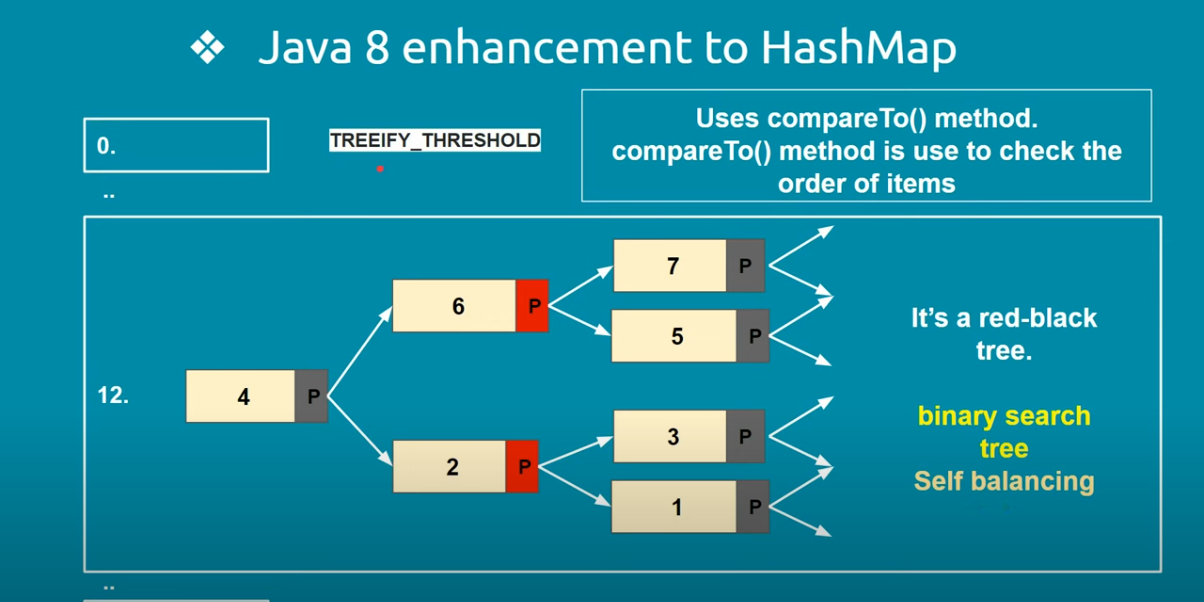 ❖ Java 8 enhancement to HashMap
0.
TREEIFY_THRESHOLD
Uses compareTo() method.
compareTo() method is use to check the
order of items
..
7 P
6 P
5 P
It's a red-black
tree.
12.
4 P
binary search
tree
3 P
2 P
Self balancing
1 P
..